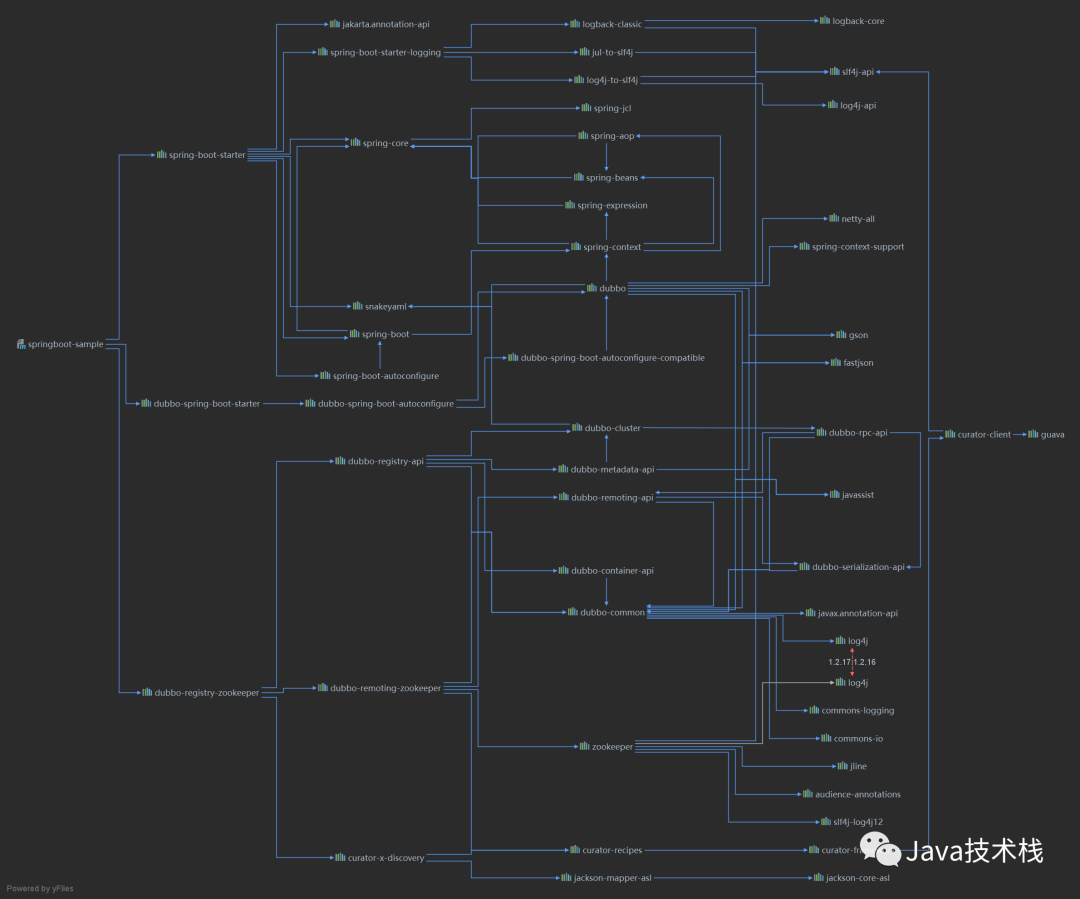 jakarta.annotation-api
logback-classic
logback-core
spring-boot-starter-logging
jul-to-slf4j
slf4j-api
log4j-to-slf4j
log4j-api
spring-jcl
spring-aop
spring-core
spring-boot-starter
spring-beans
spring-expression
netty-all
spring-context
spring-context-support
dubbo
snakeyaml
spring-boot
gson
springboot-sample
dubbo-spring-boot-autoconfigure-compatible
fastjson
spring-boot-autoconfigure
dubbo-spring-boot-starter
dubbo-spring-boot-autoconfigure
dubbo-cluster
dubbo-rpc-api
curator-client
guava
dubbo-registry-api
dubbo-metadata-api
dubbo-remoting-api
javassist
dubbo-container-api
dubbo-serialization-api
dubbo-common
javax.annotation-api
log4j
1.2.17:1.2.16
log4j
dubbo-registry-zookeeper
dubbo-remoting-zookeeper
commons-logging
commons-io
zookeeper
jline
audience-annotations
slf4j-log4j12
curator-recipes
Java技术栈
curator-x-discovery
jackson-mapper-asl
jackson-core-asl
Powered by yFiles